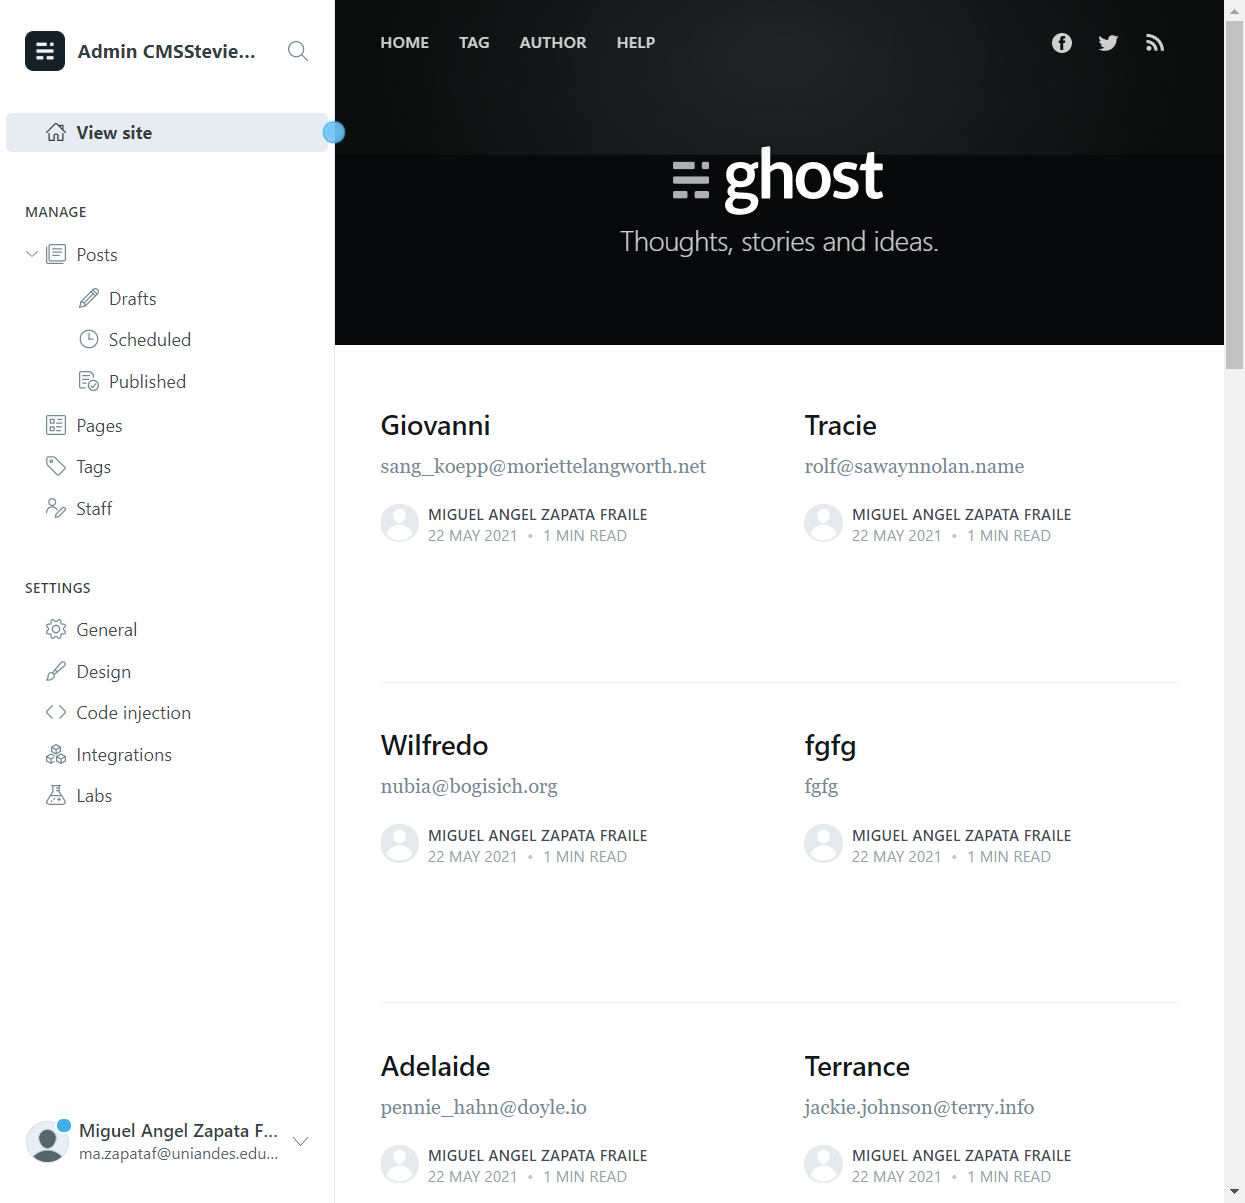 Admin CMSStevie...
View site
MANAGE
Posts
Drafts
Scheduled
Published
Pages
Tags
Staff
SETTINGS
General
Design
Code injection
Integrations
Labs
Miguel Angel Zapata F...
ma.zapataf@uniandes.edu...
HOME TAG AUTHOR HELP
ghost
Thoughts, stories and ideas.
Giovanni
sang_koepp@moriettelangworth.net
MIGUEL ANGEL ZAPATA FRAILE
22 MAY 2021 • 1 MIN READ
Tracie
rolf@sawaynnolan.name
MIGUEL ANGEL ZAPATA FRAILE
22 MAY 2021 • 1 MIN READ
Wilfredo
nubia@bogisich.org
MIGUEL ANGEL ZAPATA FRAILE
22 MAY 2021 • 1 MIN READ
fgfg
fgfg
MIGUEL ANGEL ZAPATA FRAILE
22 MAY 2021 • 1 MIN READ
Adelaide
pennie_hahn@doyle.io
MIGUEL ANGEL ZAPATA FRAILE
22 MAY 2021 • 1 MIN READ
Terrance
jackie.johnson@terry.info
MIGUEL ANGEL ZAPATA FRAILE
22 MAY 2021 • 1 MIN READ